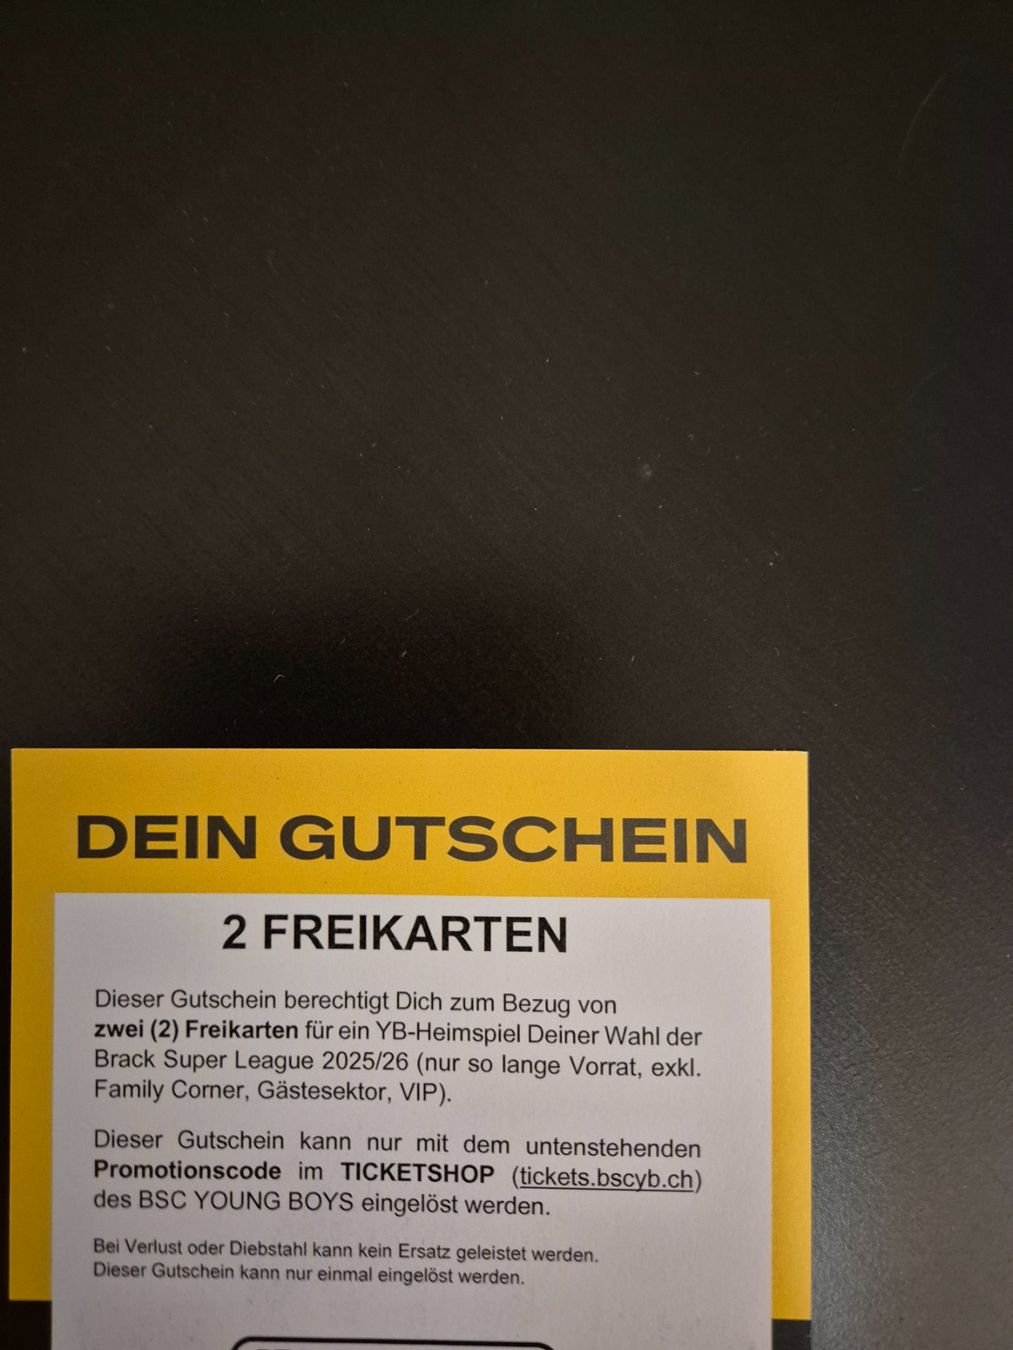 DEIN GUTSCHEIN
2 FREIKARTEN
Dieser Gutschein berechtigt Dich zum Bezug von
zwei (2) Freikarten für ein YB-Heimspiel Deiner Wahl der
Brack Super League 2025/26 (nur so lange Vorrat, exkl.
Family Corner, Gästesektor, VIP).
Dieser Gutschein kann nur mit dem untenstehenden
Promotionscode im TICKETSHOP (tickets.bscyb.ch)
des BSC YOUNG BOYS eingelöst werden.
Bei Verlust oder Diebstahl kann kein Ersatz geleistet werden.
Dieser Gutschein kann nur einmal eingelöst werden.